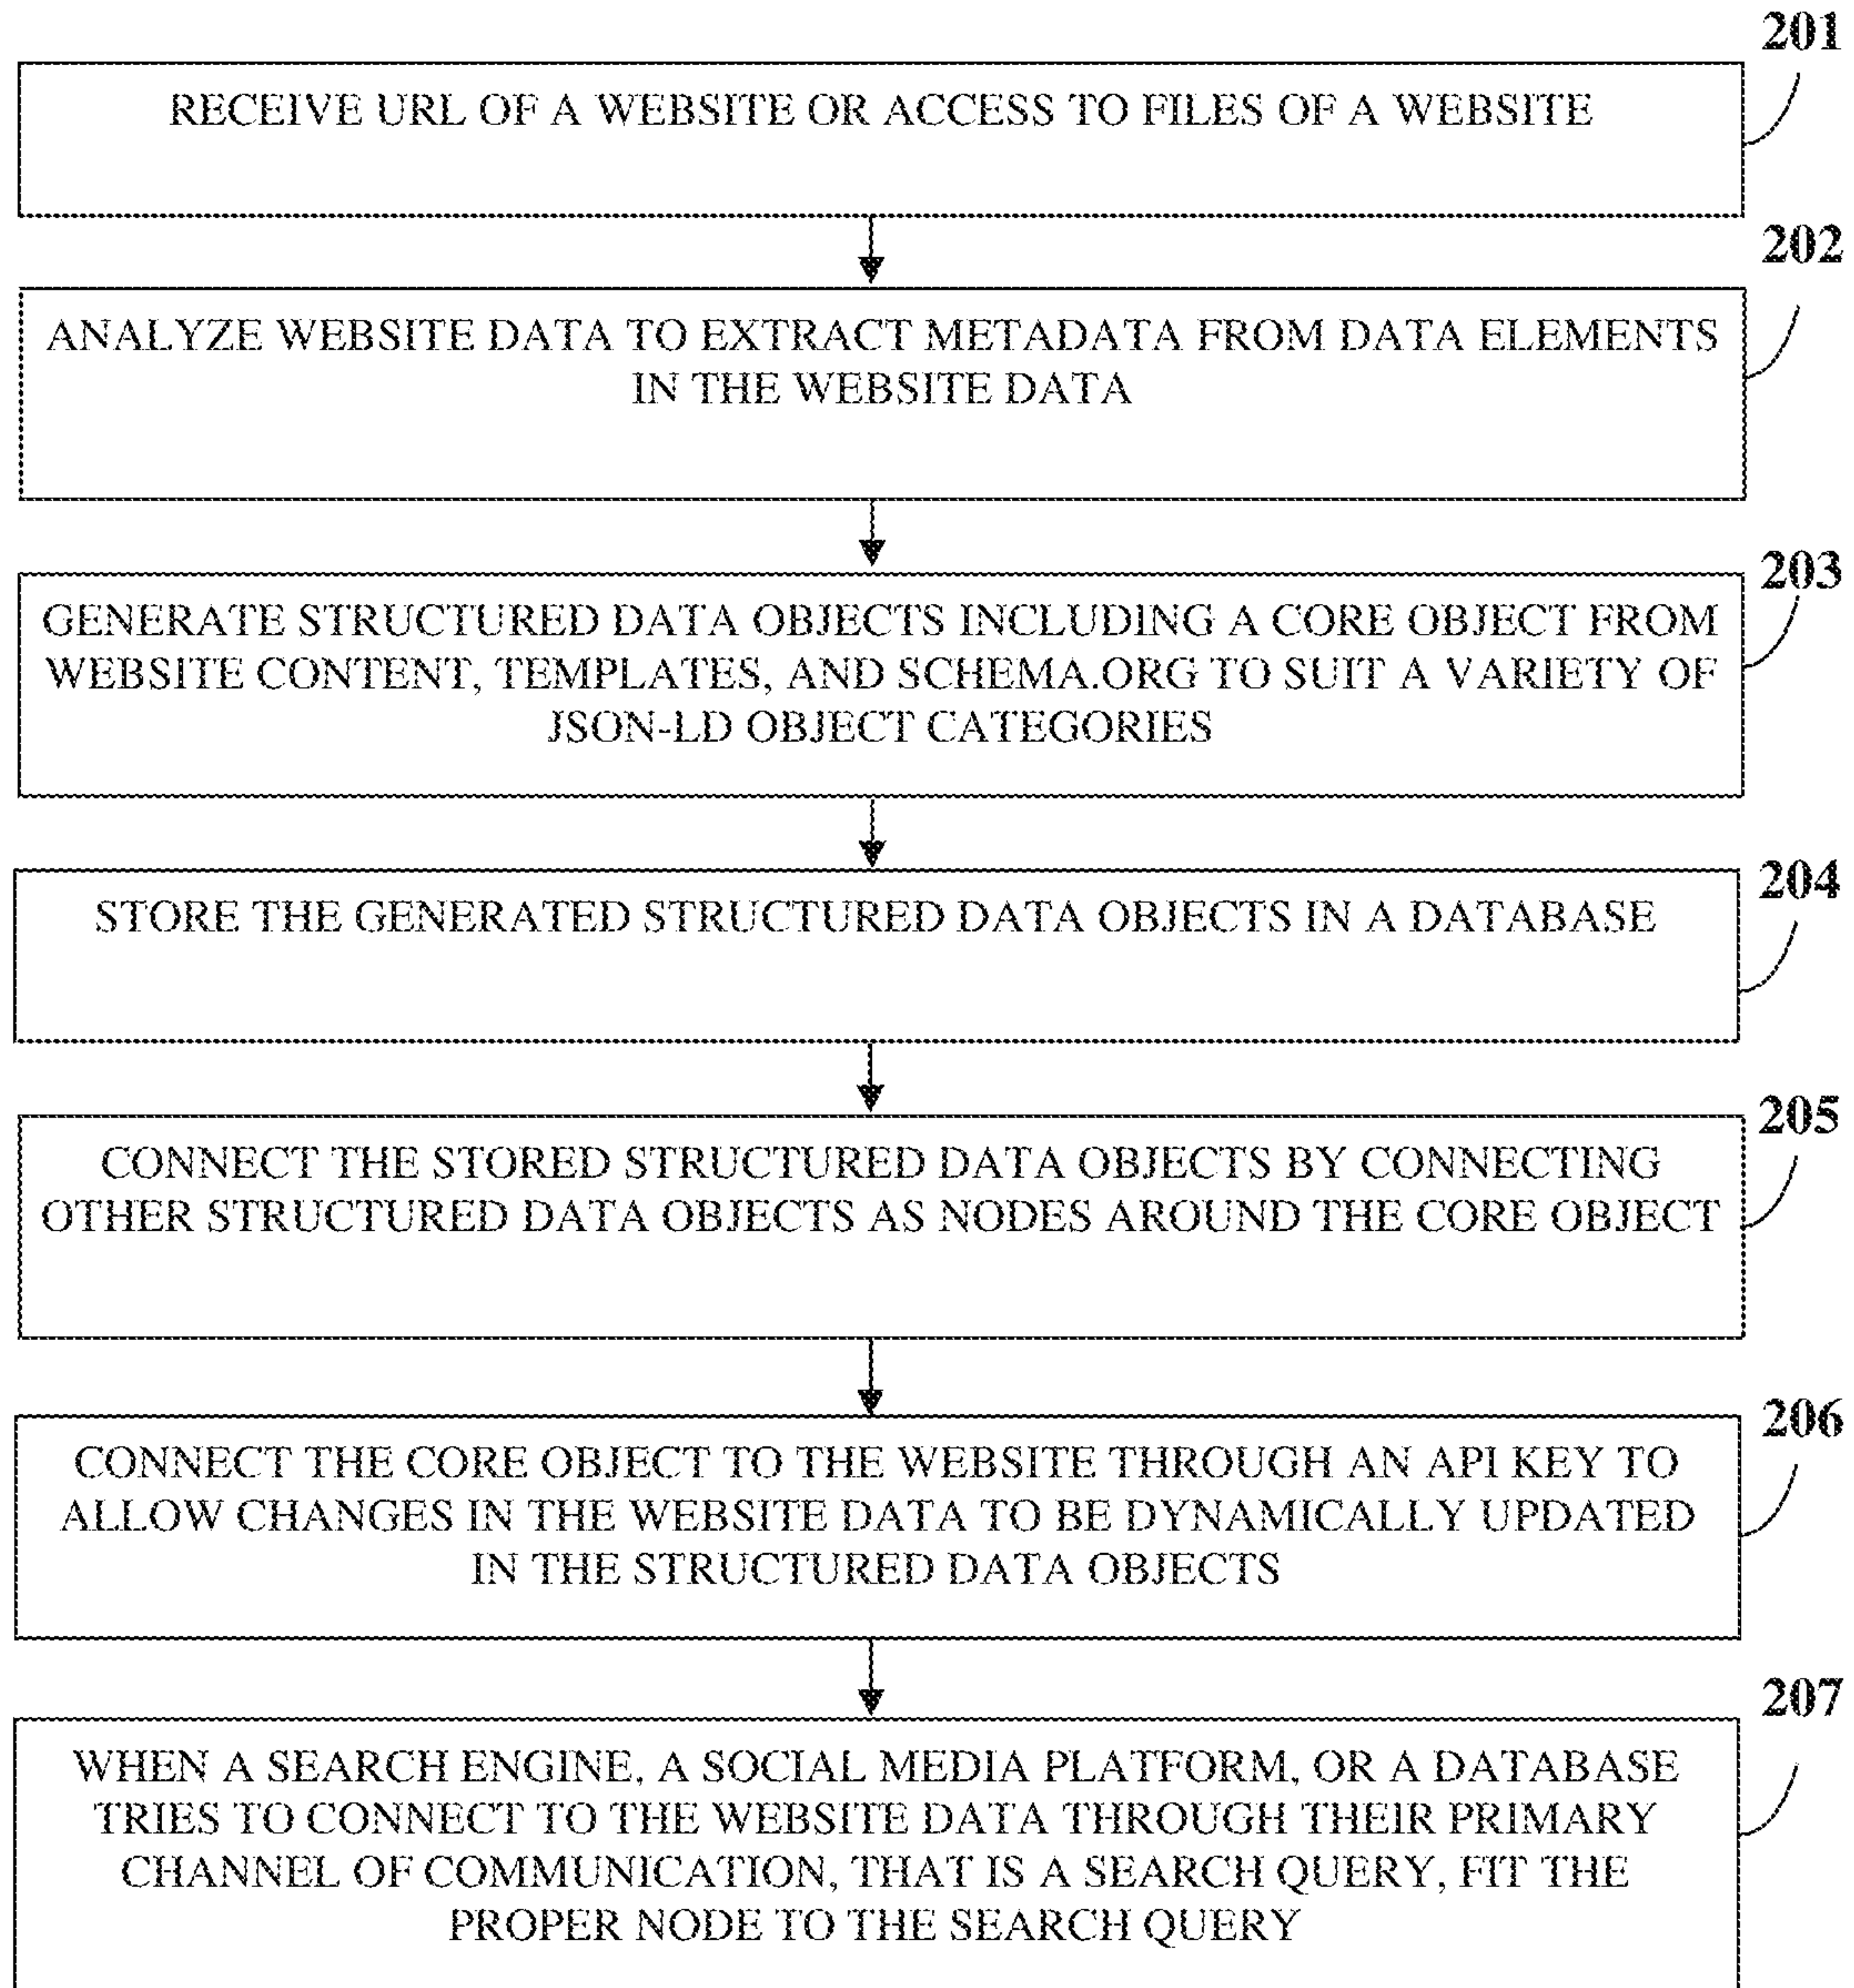 201
RECEIVE URL OF A WEBSITE OR ACCESS TO FILES OF A WEBSITE
202
ANALYZE WEBSITE DATA TO EXTRACT METADATA FROM DATA ELEMENTS
IN THE WEBSITE DATA
203
GENERATE STRUCTURED DATA OBJECTS INCLUDING A CORE OBJECT FROM
WEBSITE CONTENT, TEMPLATES, AND SCHEMA.ORG TO SUIT A VARIETY OF
JSON-LD OBJECT CATEGORIES
204
STORE THE GENERATED STRUCTURED DATA OBJECTS IN A DATABASE
205
CONNECT THE STORED STRUCTURED DATA OBJECTS BY CONNECTING
OTHER STRUCTURED DATA OBJECTS AS NODES AROUND THE CORE OBJECT
206
CONNECT THE CORE OBJECT TO THE WEBSITE THROUGH AN API KEY TO
ALLOW CHANGES IN THE WEBSITE DATA TO BE DYNAMICALLY UPDATED
IN THE STRUCTURED DATA OBJECTS
207
WHEN A SEARCH ENGINE, A SOCIAL MEDIA PLATFORM, OR A DATABASE
TRIES TO CONNECT TO THE WEBSITE DATA THROUGH THEIR PRIMARY
CHANNEL OF COMMUNICATION, THAT IS A SEARCH QUERY, FIT THE
PROPER NODE TO THE SEARCH QUERY